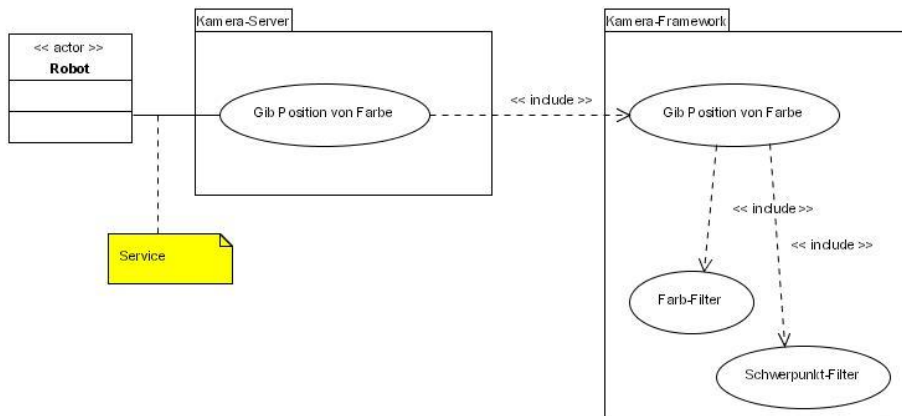 Kamera-Server
Kamera-Framework
<< actor >>
Robot
Gib Position von Farbe
<< include >>
Gib Position von Farbe
<< include >>
<< include >>
Service
Farb-Filter
Schwerpunkt-Filter